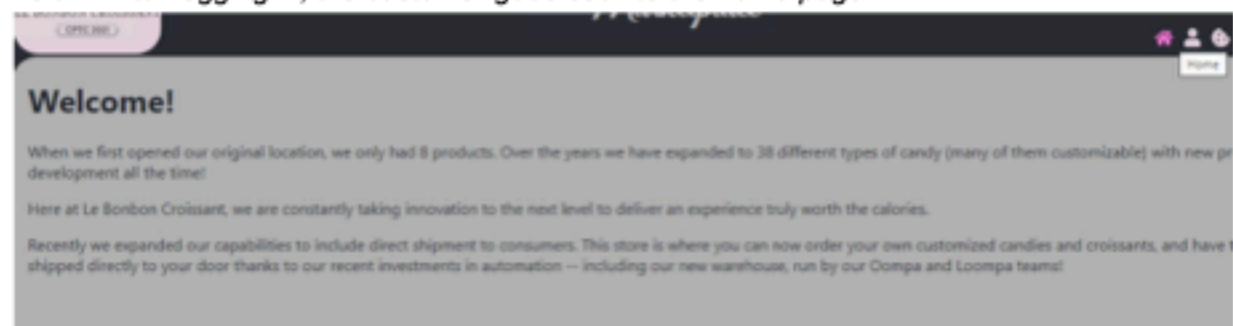 Home
Welcome!
When we first opened our original location, we only had 8 products. Over the years we have expanded to 38 different types of candy (many of them customizable) with new pr
development all the time!
Here at Le Bonbon Croissant, we are constantly taking innovation to the next level to deliver an experience truly worth the calories.
Recently we expanded our capabilities to include direct shipment to consumers. This store is where you can now order your own customized candies and croissants, and have t
shipped directly to your door thanks to our recent investments in automation -- including our new warehouse, run by our Oompa and Loompa teams!